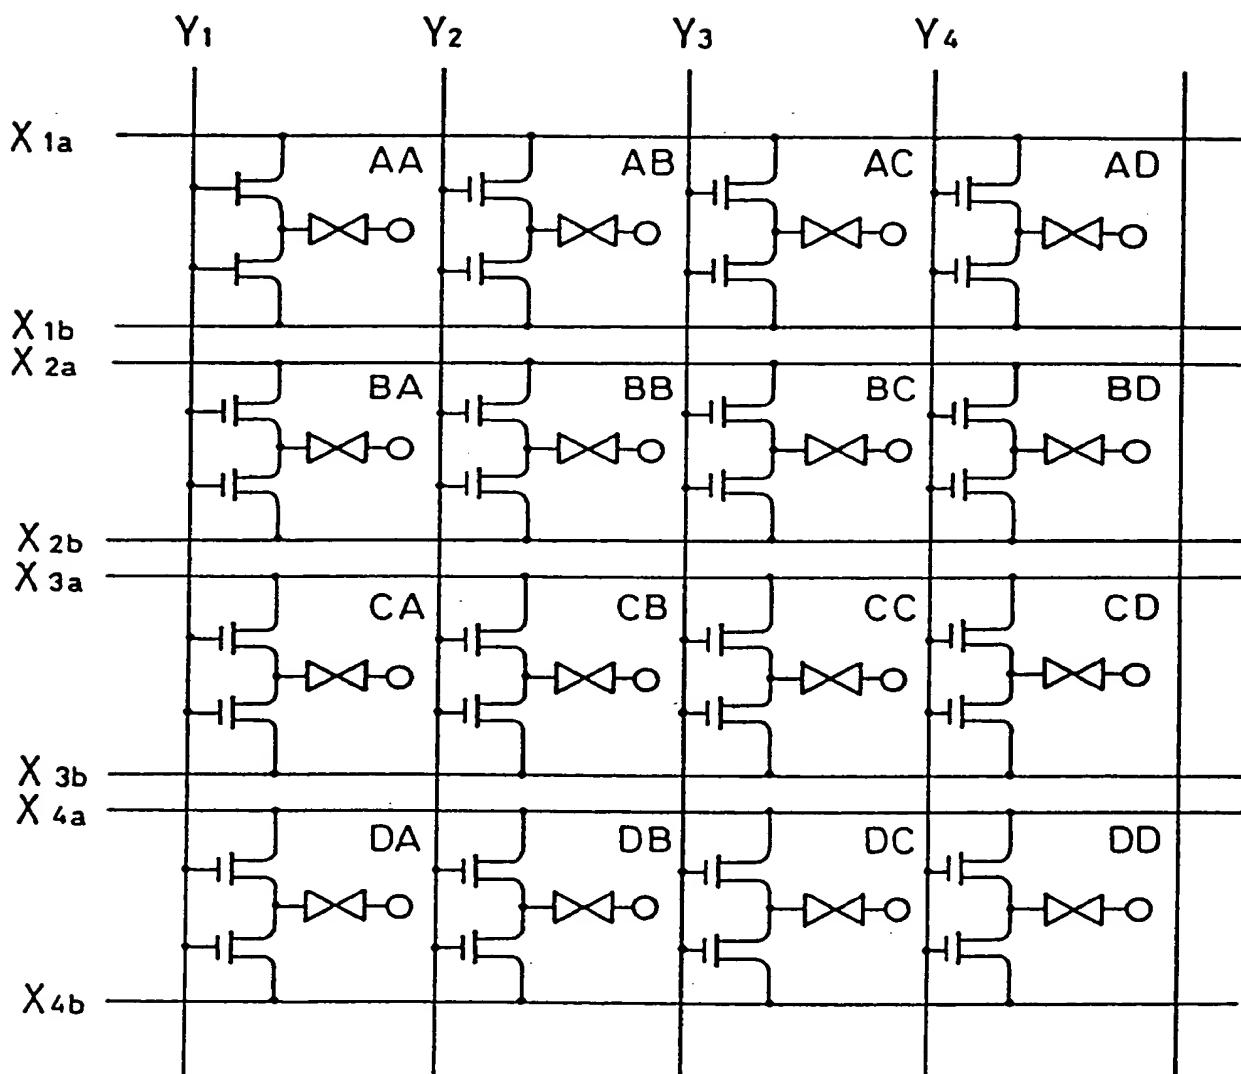 Y1 Y2 Y3 Y4
X 1a
AA AB AC AD
X 1b
X 2a
BA BB BC BD
X 2b
X 3a
CA CB CC CD
X 3b
X 4a
DA DB DC DD
X4b